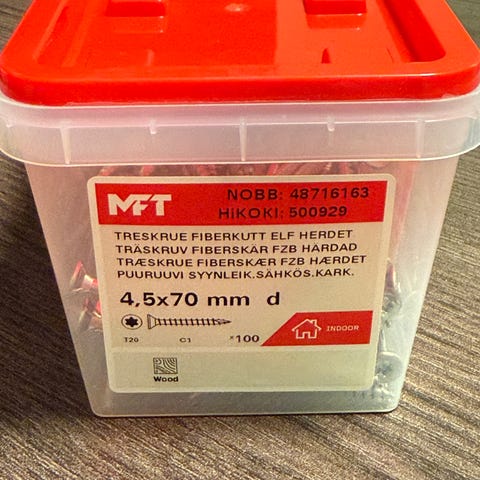 MFT
NOBB: 48716163
HiKOKI: 500929
TRESKRUE FIBERKUTT ELF HERDET
TRÄSKRUV FIBERSKÄR FZB HÄRDAD
TRÆSKRUE FIBERSKÆR FZB HÆRDET
PUURUUVI SYYNLEIK.SÄHKÖS.KARK.
4,5x70 mm d
T20 C1 x100
INDOOR
Wood